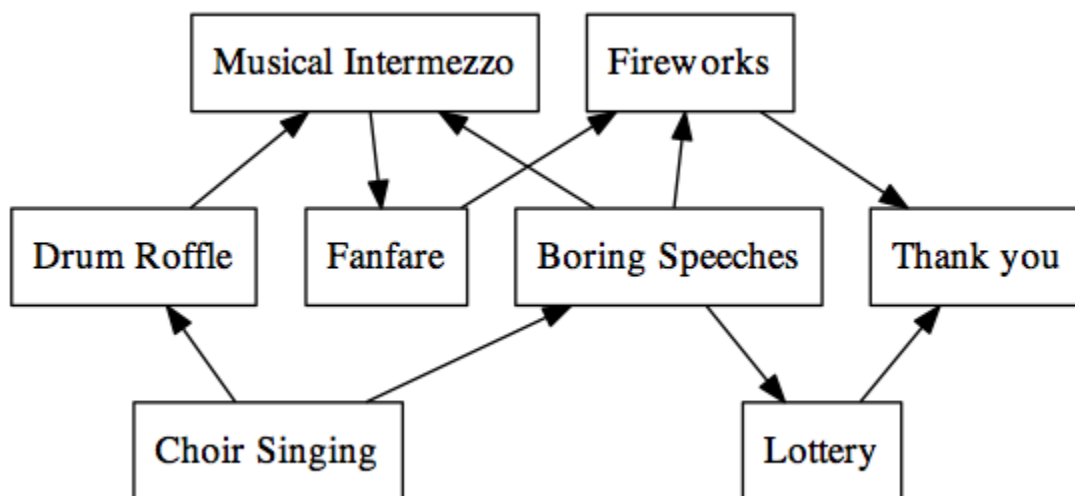 Musical Intermezzo
Fireworks
Drum Roffle
Fanfare
Boring Speeches
Thank you
Choir Singing
Lottery